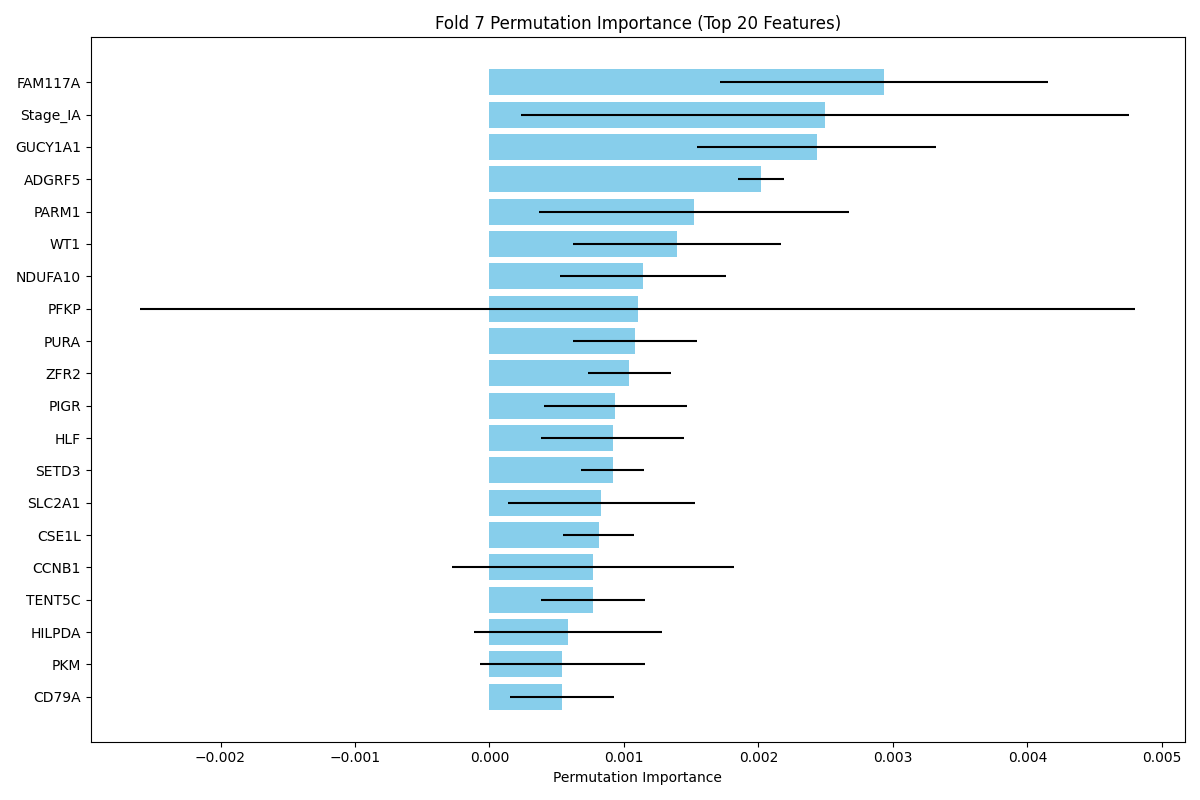 Fold 7 Permutation Importance (Top 20 Features)
FAM117A
Stage_IA
GUCY1A1
ADGRF5
PARM1
WT1
NDUFA10
PFKP
PURA
ZFR2
PIGR
HLF
SETD3
SLC2A1
CSE1L
CCNB1
TENT5C
HILPDA
PKM
CD79A
−0.002 −0.001 0.000 0.001 0.002 0.003 0.004 0.005
Permutation Importance